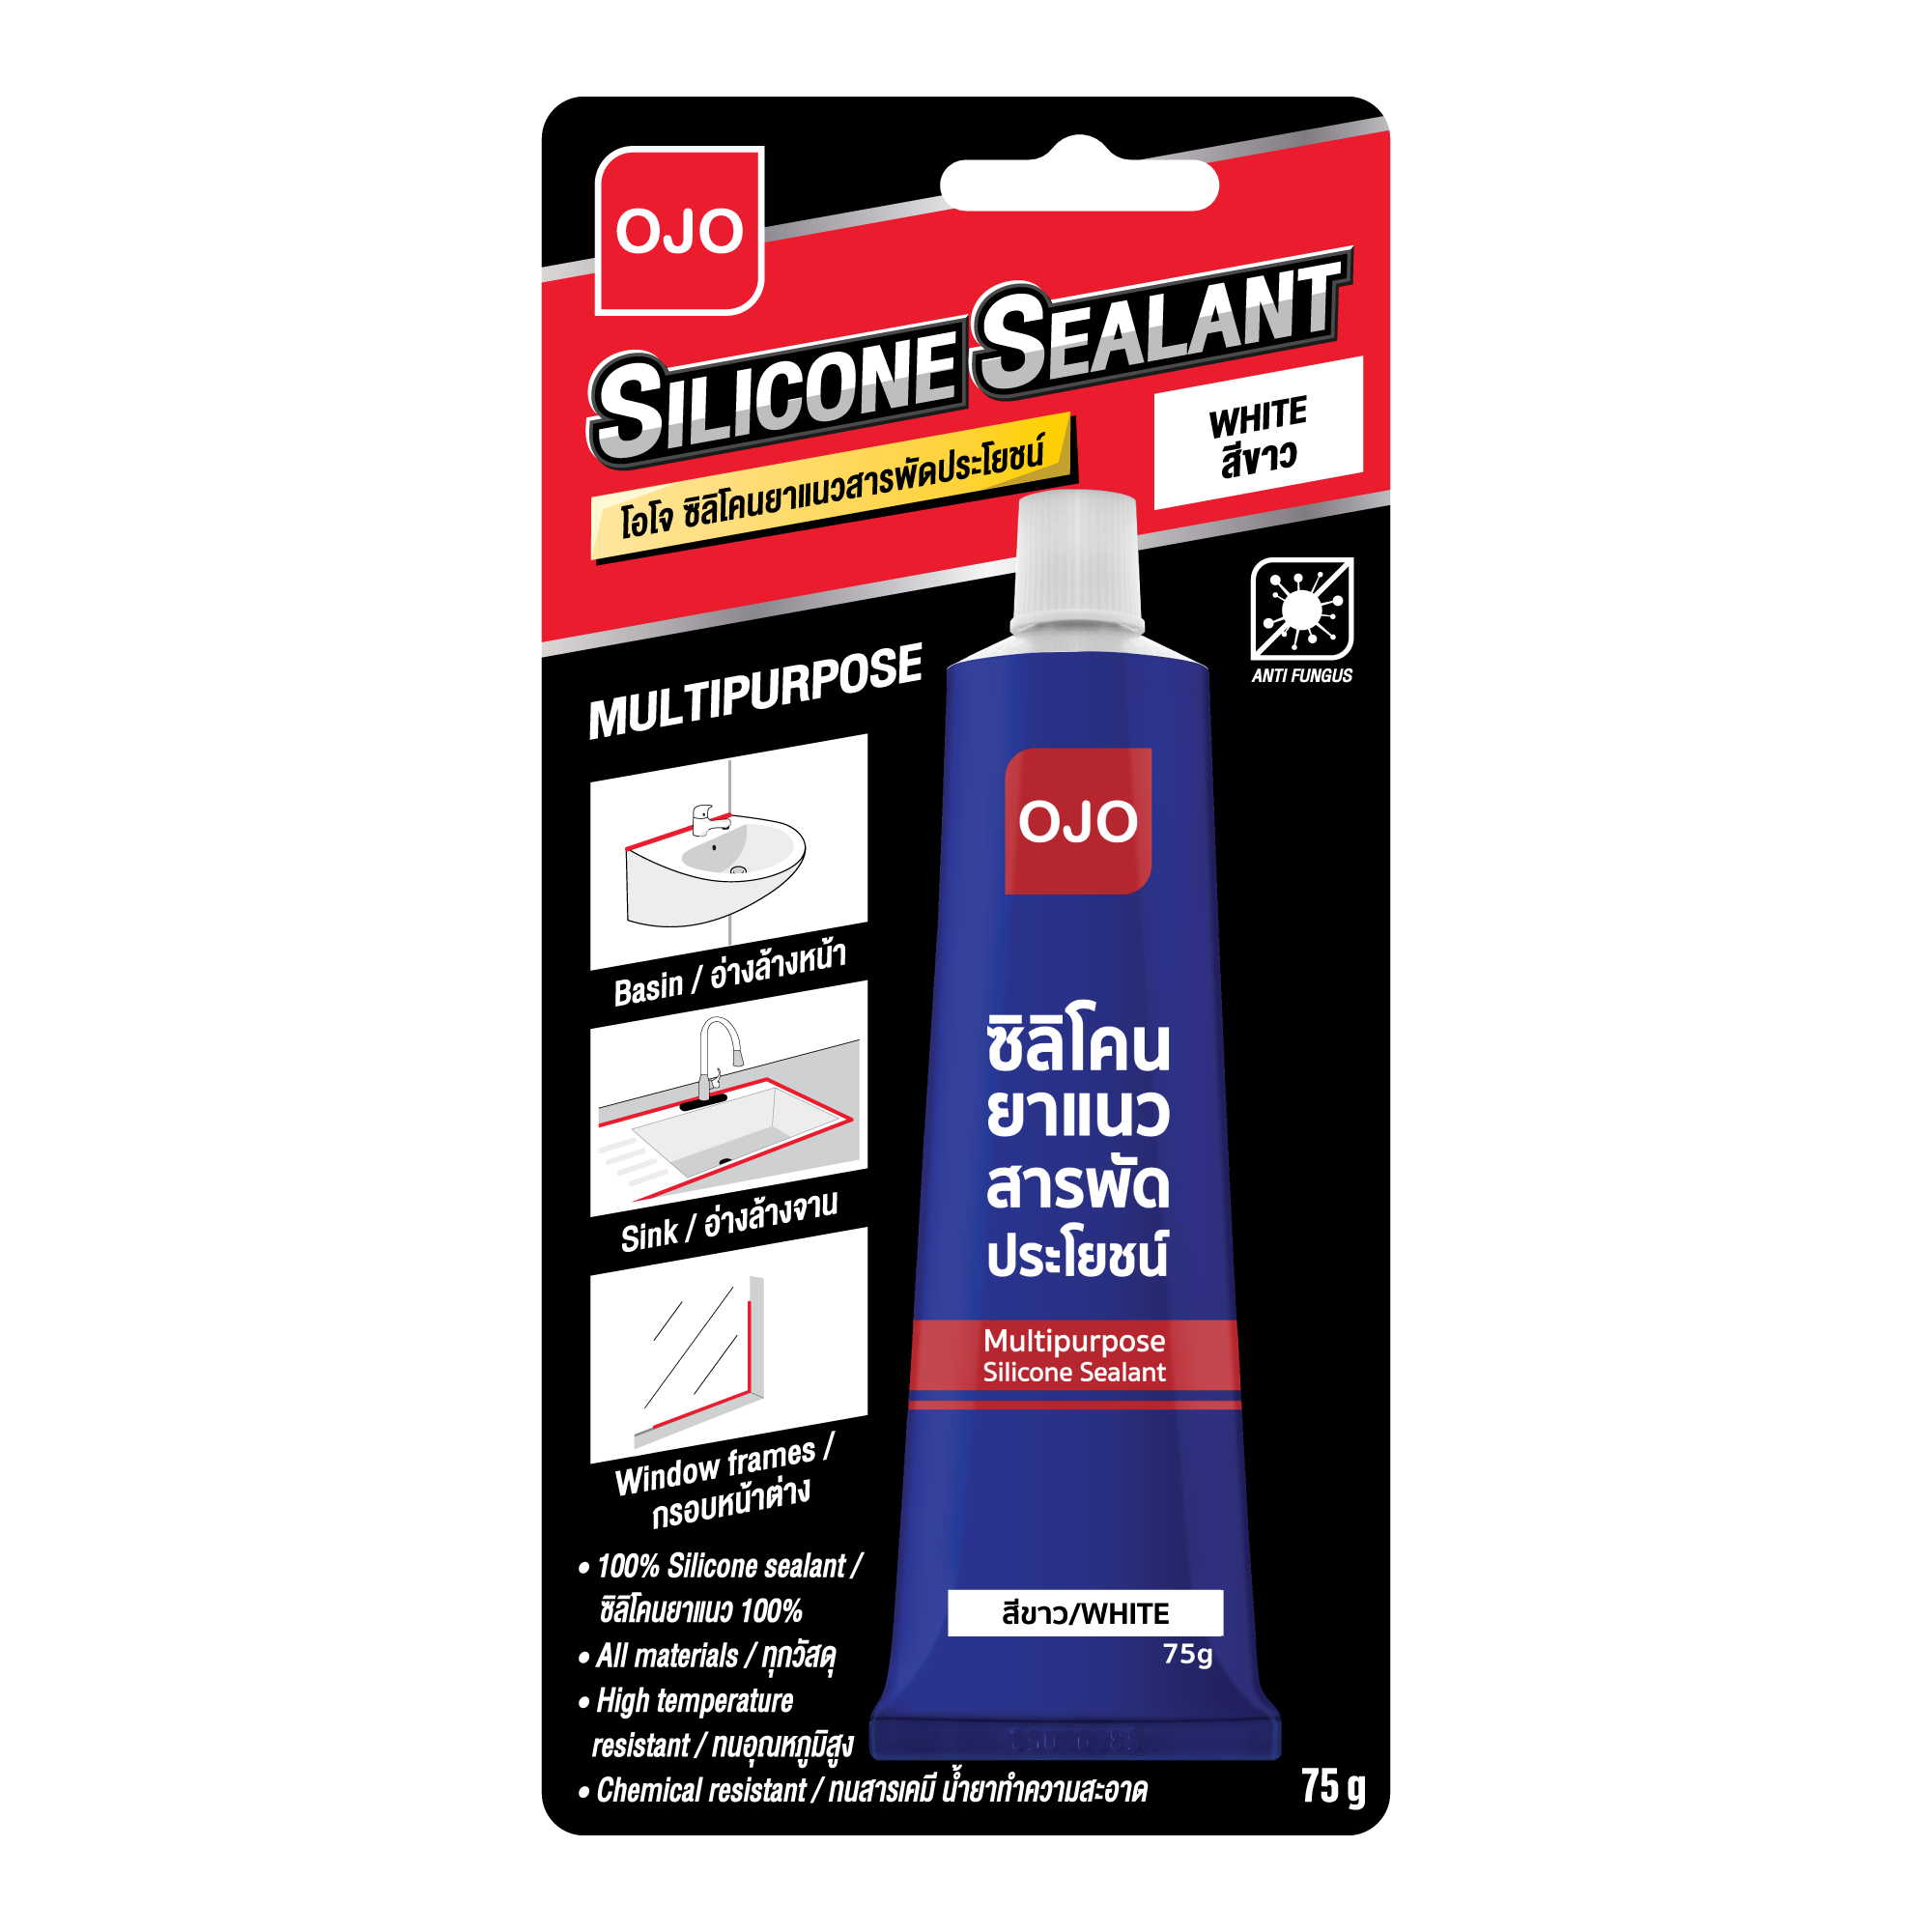 OJO
SILICONE SEALANT
โอโจ ซิลิโคนยาแนวสารพัดประโยชน์
WHITE
สีขาว
ANTI FUNGUS
MULTIPURPOSE
Basin / อ่างล้างหน้า
Sink / อ่างล้างจาน
Window frames /
กรอบหน้าต่าง
• 100% Silicone sealant /
ซิลิโคนยาแนว 100%
• All materials / ทุกวัสดุ
• High temperature
resistant / ทนอุณหภูมิสูง
• Chemical resistant / ทนสารเคมี น้ำยาทำความสะอาด
OJO
ซิลิโคน
ยาแนว
สารพัด
ประโยชน์
Multipurpose
Silicone Sealant
สีขาว/WHITE
75g
75 g